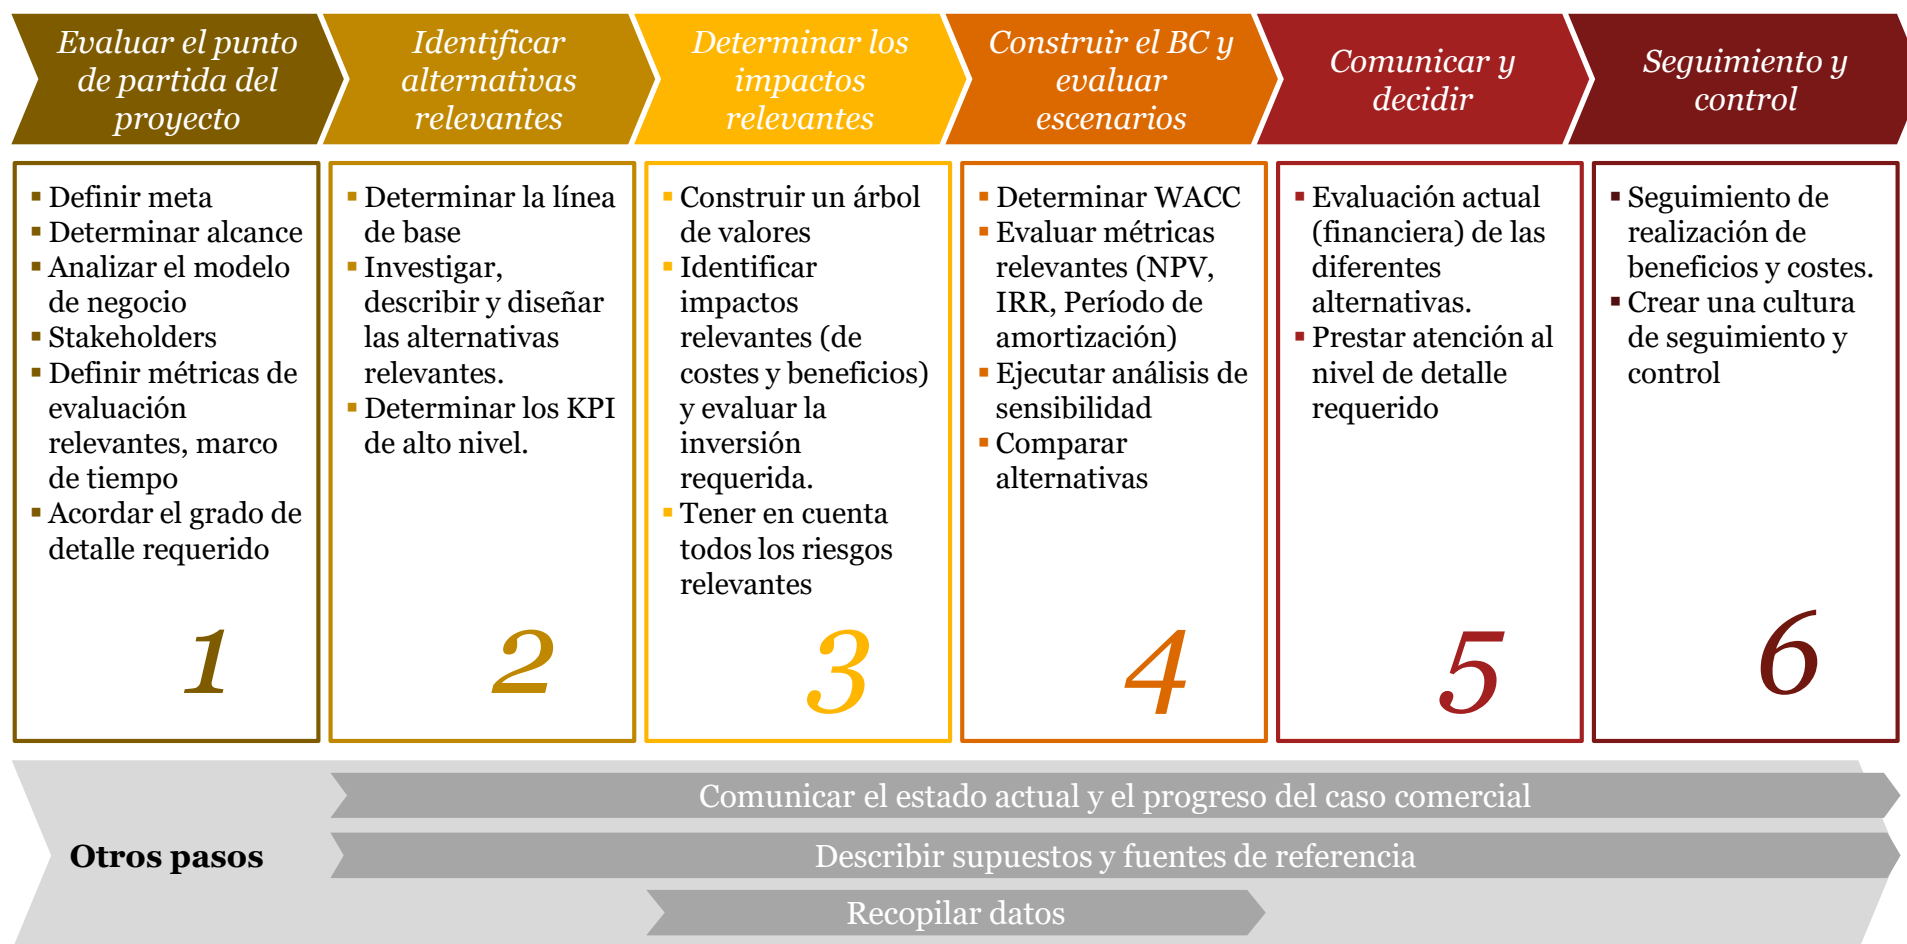 Evaluar el punto
de partida del
proyecto
Identificar
alternativas
relevantes
Determinar los
impactos
relevantes
Construir el BC y
evaluar
escenarios
Comunicar y
decidir
Seguimiento y
control
▪ Definir meta
▪ Determinar alcance
▪ Analizar el modelo
de negocio
▪ Stakeholders
▪ Definir métricas de
evaluación
relevantes, marco
de tiempo
▪ Acordar el grado de
detalle requerido
1
▪ Determinar la línea
de base
▪ Investigar,
describir y diseñar
las alternativas
relevantes.
▪ Determinar los KPI
de alto nivel.
2
▪ Construir un árbol
de valores
▪ Identificar
impactos
relevantes (de
costes y beneficios)
y evaluar la
inversión
requerida.
▪ Tener en cuenta
todos los riesgos
relevantes
3
▪ Determinar WACC
▪ Evaluar métricas
relevantes (NPV,
IRR, Período de
amortización)
▪ Ejecutar análisis de
sensibilidad
▪ Comparar
alternativas
4
▪ Evaluación actual
(financiera) de las
diferentes
alternativas.
▪ Prestar atención al
nivel de detalle
requerido
5
▪ Seguimiento de
realización de
beneficios y costes.
▪ Crear una cultura
de seguimiento y
control
6
Otros pasos
Comunicar el estado actual y el progreso del caso comercial
Describir supuestos y fuentes de referencia
Recopilar datos